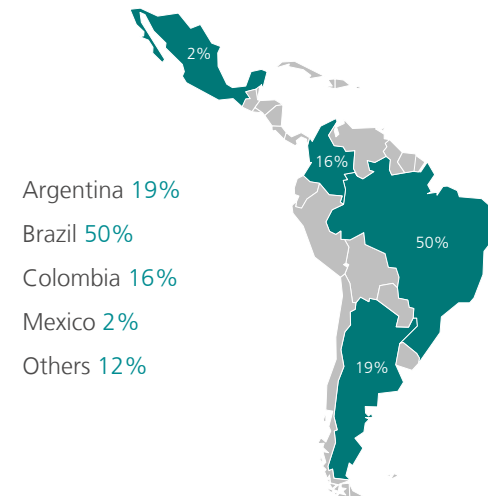 2%
16%
Argentina 19%
Brazil 50%
50%
Colombia 16%
Mexico 2%
Others 12%
19%